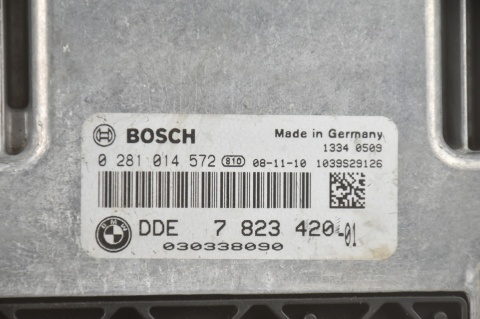 BOSCH Made in Germany
1334 0509
0 281 014 572 810 08-11-10 1039S29126
BMW DDE 7 823 420-01
030338090